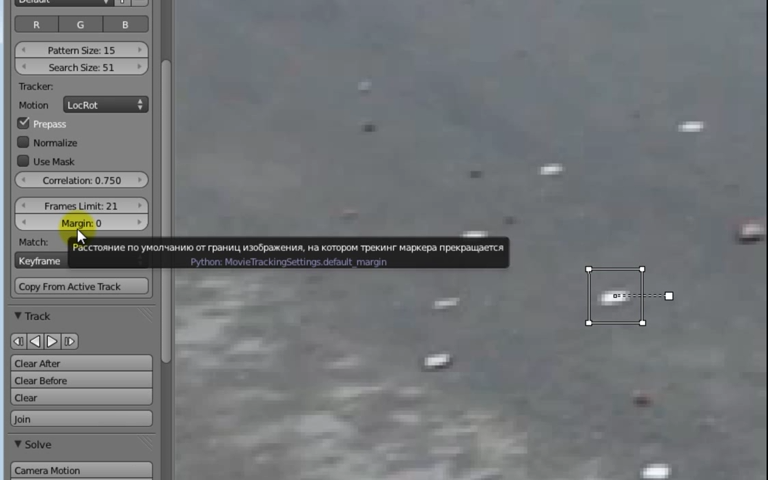 Default
R G B
Pattern Size: 15
Search Size: 51
Tracker:
Motion LocRot
Prepass
Normalize
Use Mask
Correlation: 0.750
Frames Limit: 21
Margin: 0
Match:
Расстояние по умолчанию от границ изображения, на котором трекинг маркера прекращается
Keyframe
Python: MovieTrackingSettings.default_margin
Copy From Active Track
Track
Clear After
Clear Before
Clear
Join
Solve
Camera Motion